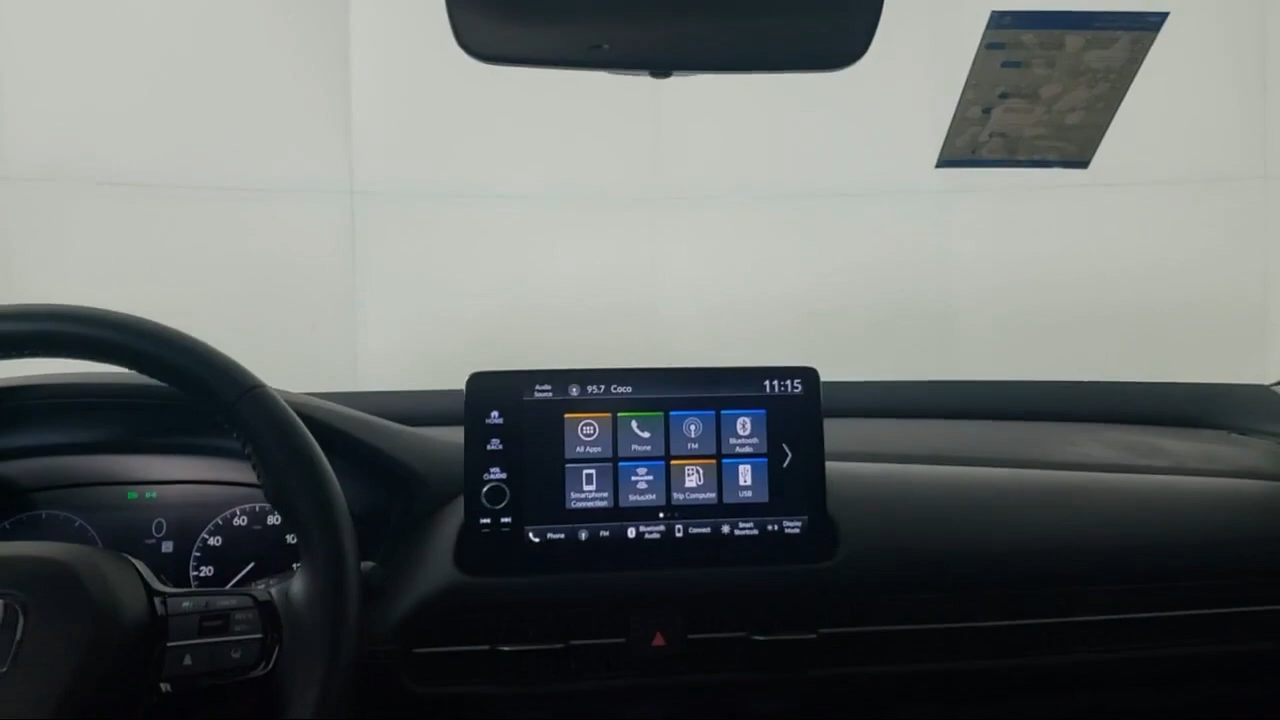 Audio
Source
95.7 Coco
11:15
HOME
BACK
VOL
AUDIO
All Apps
Phone
FM
Bluetooth
Audio
Smartphone
Connection
SiriusXM
SiriusXM
Trip Computer
USB
Phone
FM
Bluetooth
Audio
Connect
Smart
Shortcuts
Display
Mode
0
20
40
60
80